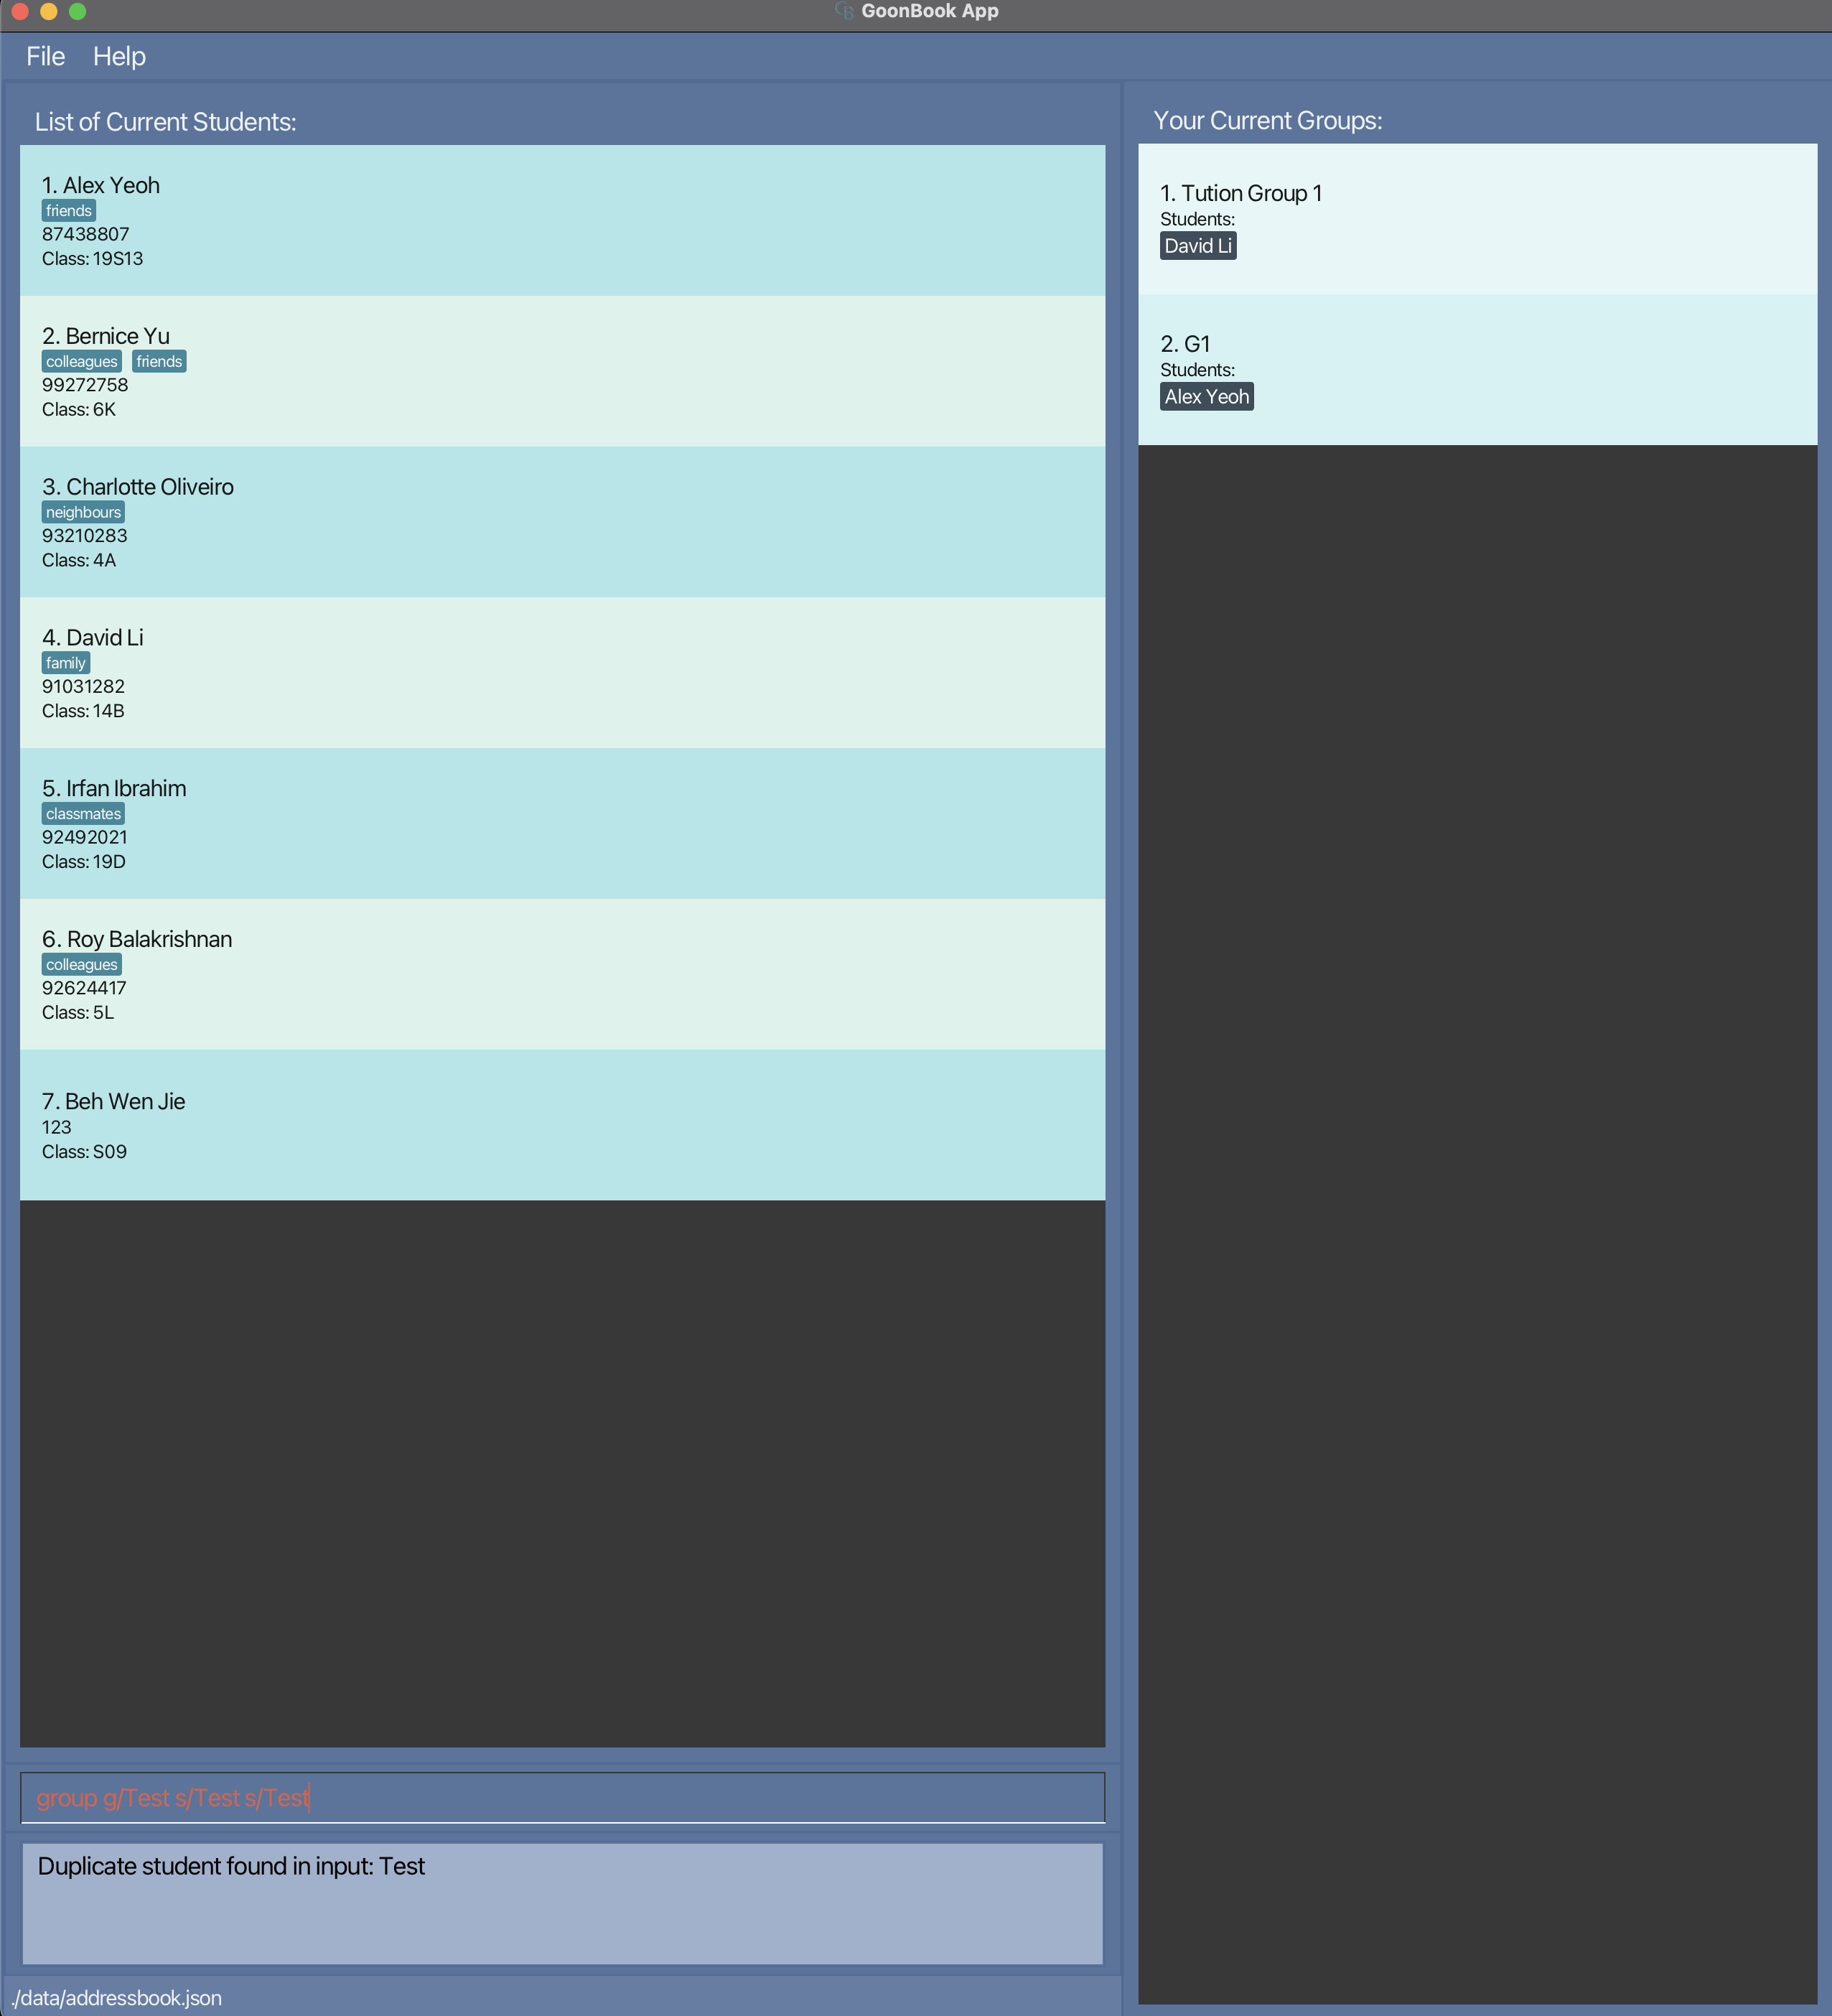 GoonBook App
File Help
List of Current Students:
1. Alex Yeoh
friends
87438807
Class: 19S13
2. Bernice Yu
colleagues friends
99272758
Class: 6K
3. Charlotte Oliveiro
neighbours
93210283
Class: 4A
4. David Li
family
91031282
Class: 14B
5. Irfan Ibrahim
classmates
92492021
Class: 19D
6. Roy Balakrishnan
colleagues
92624417
Class: 5L
7. Beh Wen Jie
123
Class: S09
group g/Test s/Test s/Test
Duplicate student found in input: Test
./data/addressbook.json
Your Current Groups:
1. Tution Group 1
Students:
David Li
2. G1
Students:
Alex Yeoh